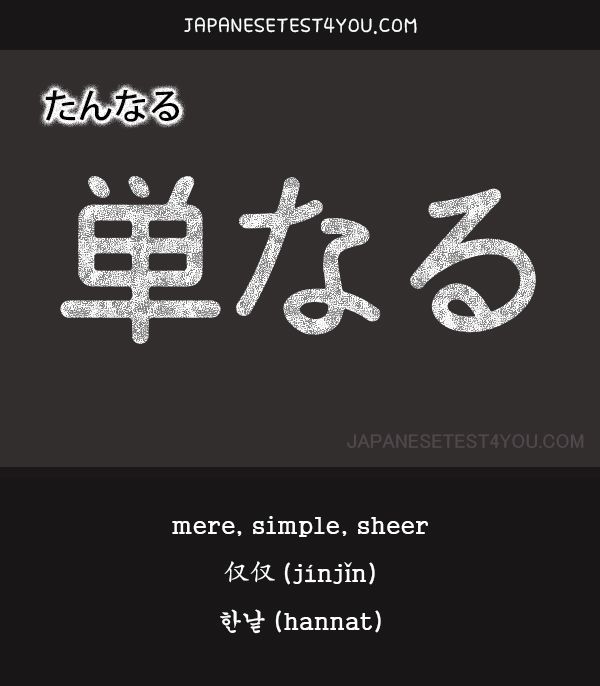 JAPANESETEST4YOU.COM
たんなる
単なる
JAPANESETEST4YOU.COM
mere, simple, sheer
仅仅 (jínjǐn)
한낱 (hannat)